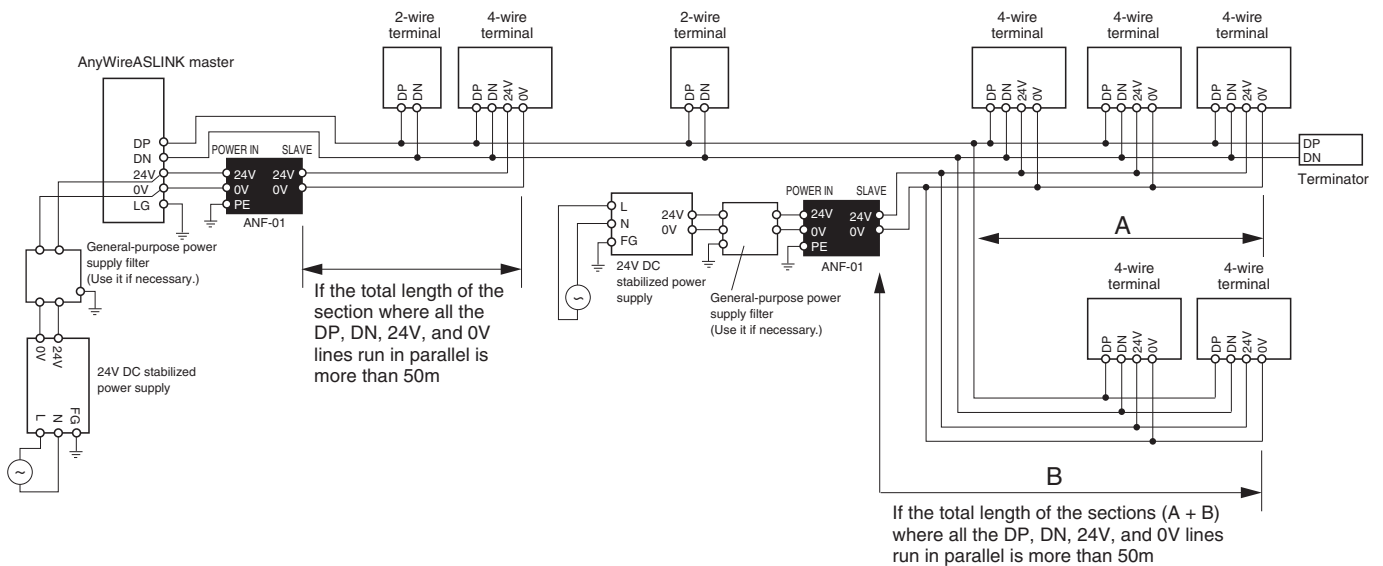 2-wire
terminal
4-wire
terminal
2-wire
terminal
4-wire
terminal
4-wire
terminal
4-wire
terminal
AnyWireASLINK master
DP
DN
DP
DN
24V
0V
DP
DN
DP
DN
24V
0V
DP
DN
24V
0V
DP
DN
24V
0V
DP
DN
24V
0V
LG
POWER IN
SLAVE
24V
0V
PE
24V
0V
ANF-01
DP
DN
Terminator
General-purpose power
supply filter
(Use it if necessary.)
0V
24V
24V DC stabilized
power supply
L
N
FG
~
If the total length of the
section where all the
DP, DN, 24V, and 0V
lines run in parallel is
more than 50m
L
N
FG
24V
0V
~
24V DC
stabilized power
supply
General-purpose power
supply filter
(Use it if necessary.)
POWER IN
SLAVE
24V
0V
PE
24V
0V
ANF-01
A
4-wire
terminal
4-wire
terminal
DP
DN
24V
0V
DP
DN
24V
0V
B
If the total length of the sections (A + B)
where all the DP, DN, 24V, and 0V lines
run in parallel is more than 50m